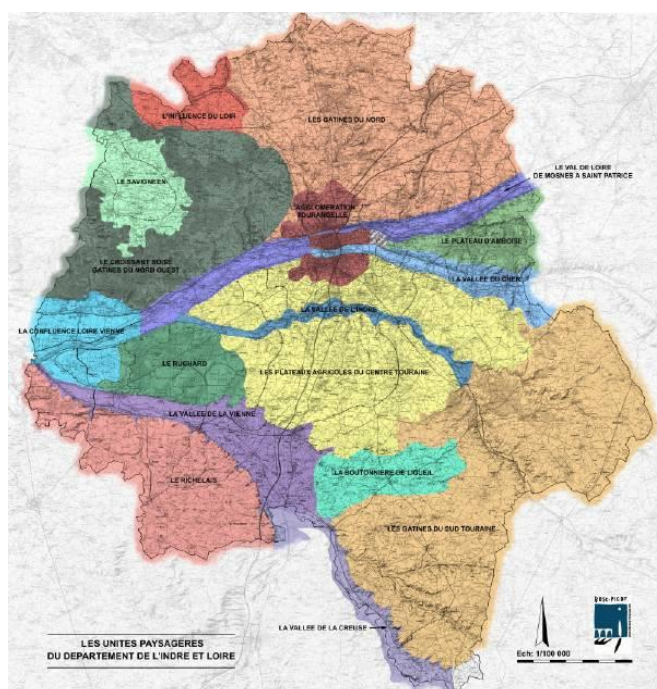 L'INFLUENCE DU LOIR
LES GATINES DU NORD
LE VAL DE LOIRE
DE MOSNES A SAINT PATRICE
LE SAVIGNEEN
AGGLOMERATION
TOURANGELLE
LE PLATEAU D'AMBOISE
LE CROISSANT BOISE
GATINES DU NORD OUEST
LA VALLEE DU CHER
LA VALLEE DE L'INDRE
LA CONFLUENCE LOIRE VIENNE
LE RUCHARD
LES PLATEAUX AGRICOLES DU CENTRE TOURAINE
LA VALLEE DE LA VIENNE
LA BOUTONNIERE DE LIGUEIL
LE RICHELAIS
LES GATINES DU SUD TOURAINE
LA VALLEE DE LA CREUSE
LES UNITES PAYSAGÈRES
DU DEPARTEMENT DE L'INDRE ET LOIRE
Ech: 1/100 000